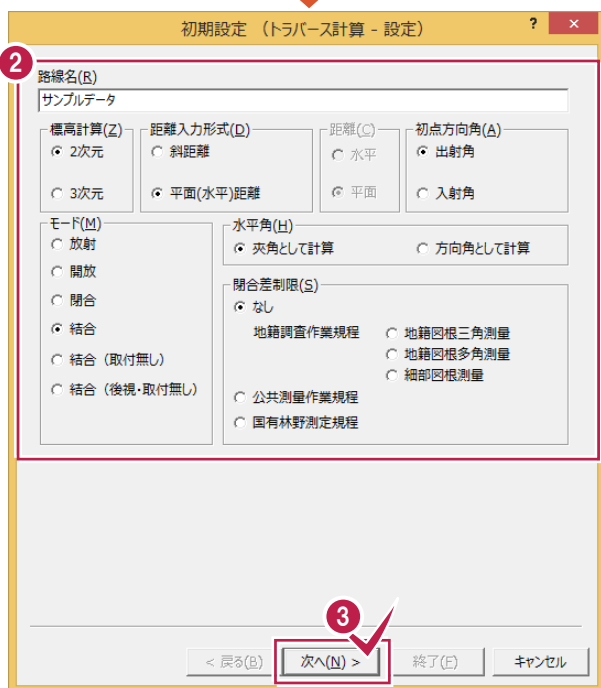 初期設定 (トラバース計算 - 設定) ? ×
2
路線名(R)
サンプルデータ
標高計算(Z) 距離入力形式(D) 距離(C) 初点方向角(A)
2次元 斜距離 水平 出射角
3次元 平面(水平)距離 平面 入射角
モード(M)
放射
開放
閉合
結合
結合(取付無し)
結合(後視・取付無し)
水平角(H)
夾角として計算 方向角として計算
閉合差制限(S)
なし
地籍調査作業規程 地籍図根三角測量
地籍図根多角測量
細部図根測量
公共測量作業規程
国有林野測定規程
3
< 戻る(B) 次へ(N) > 終了(F) キャンセル